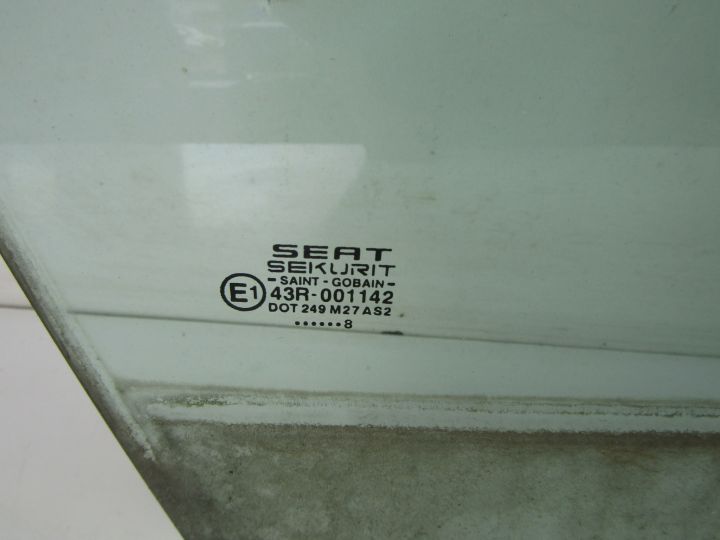 SEAT
SEKURIT
- SAINT - GOBAIN -
E1 43R-001142
DOT 249 M27 AS2
......8